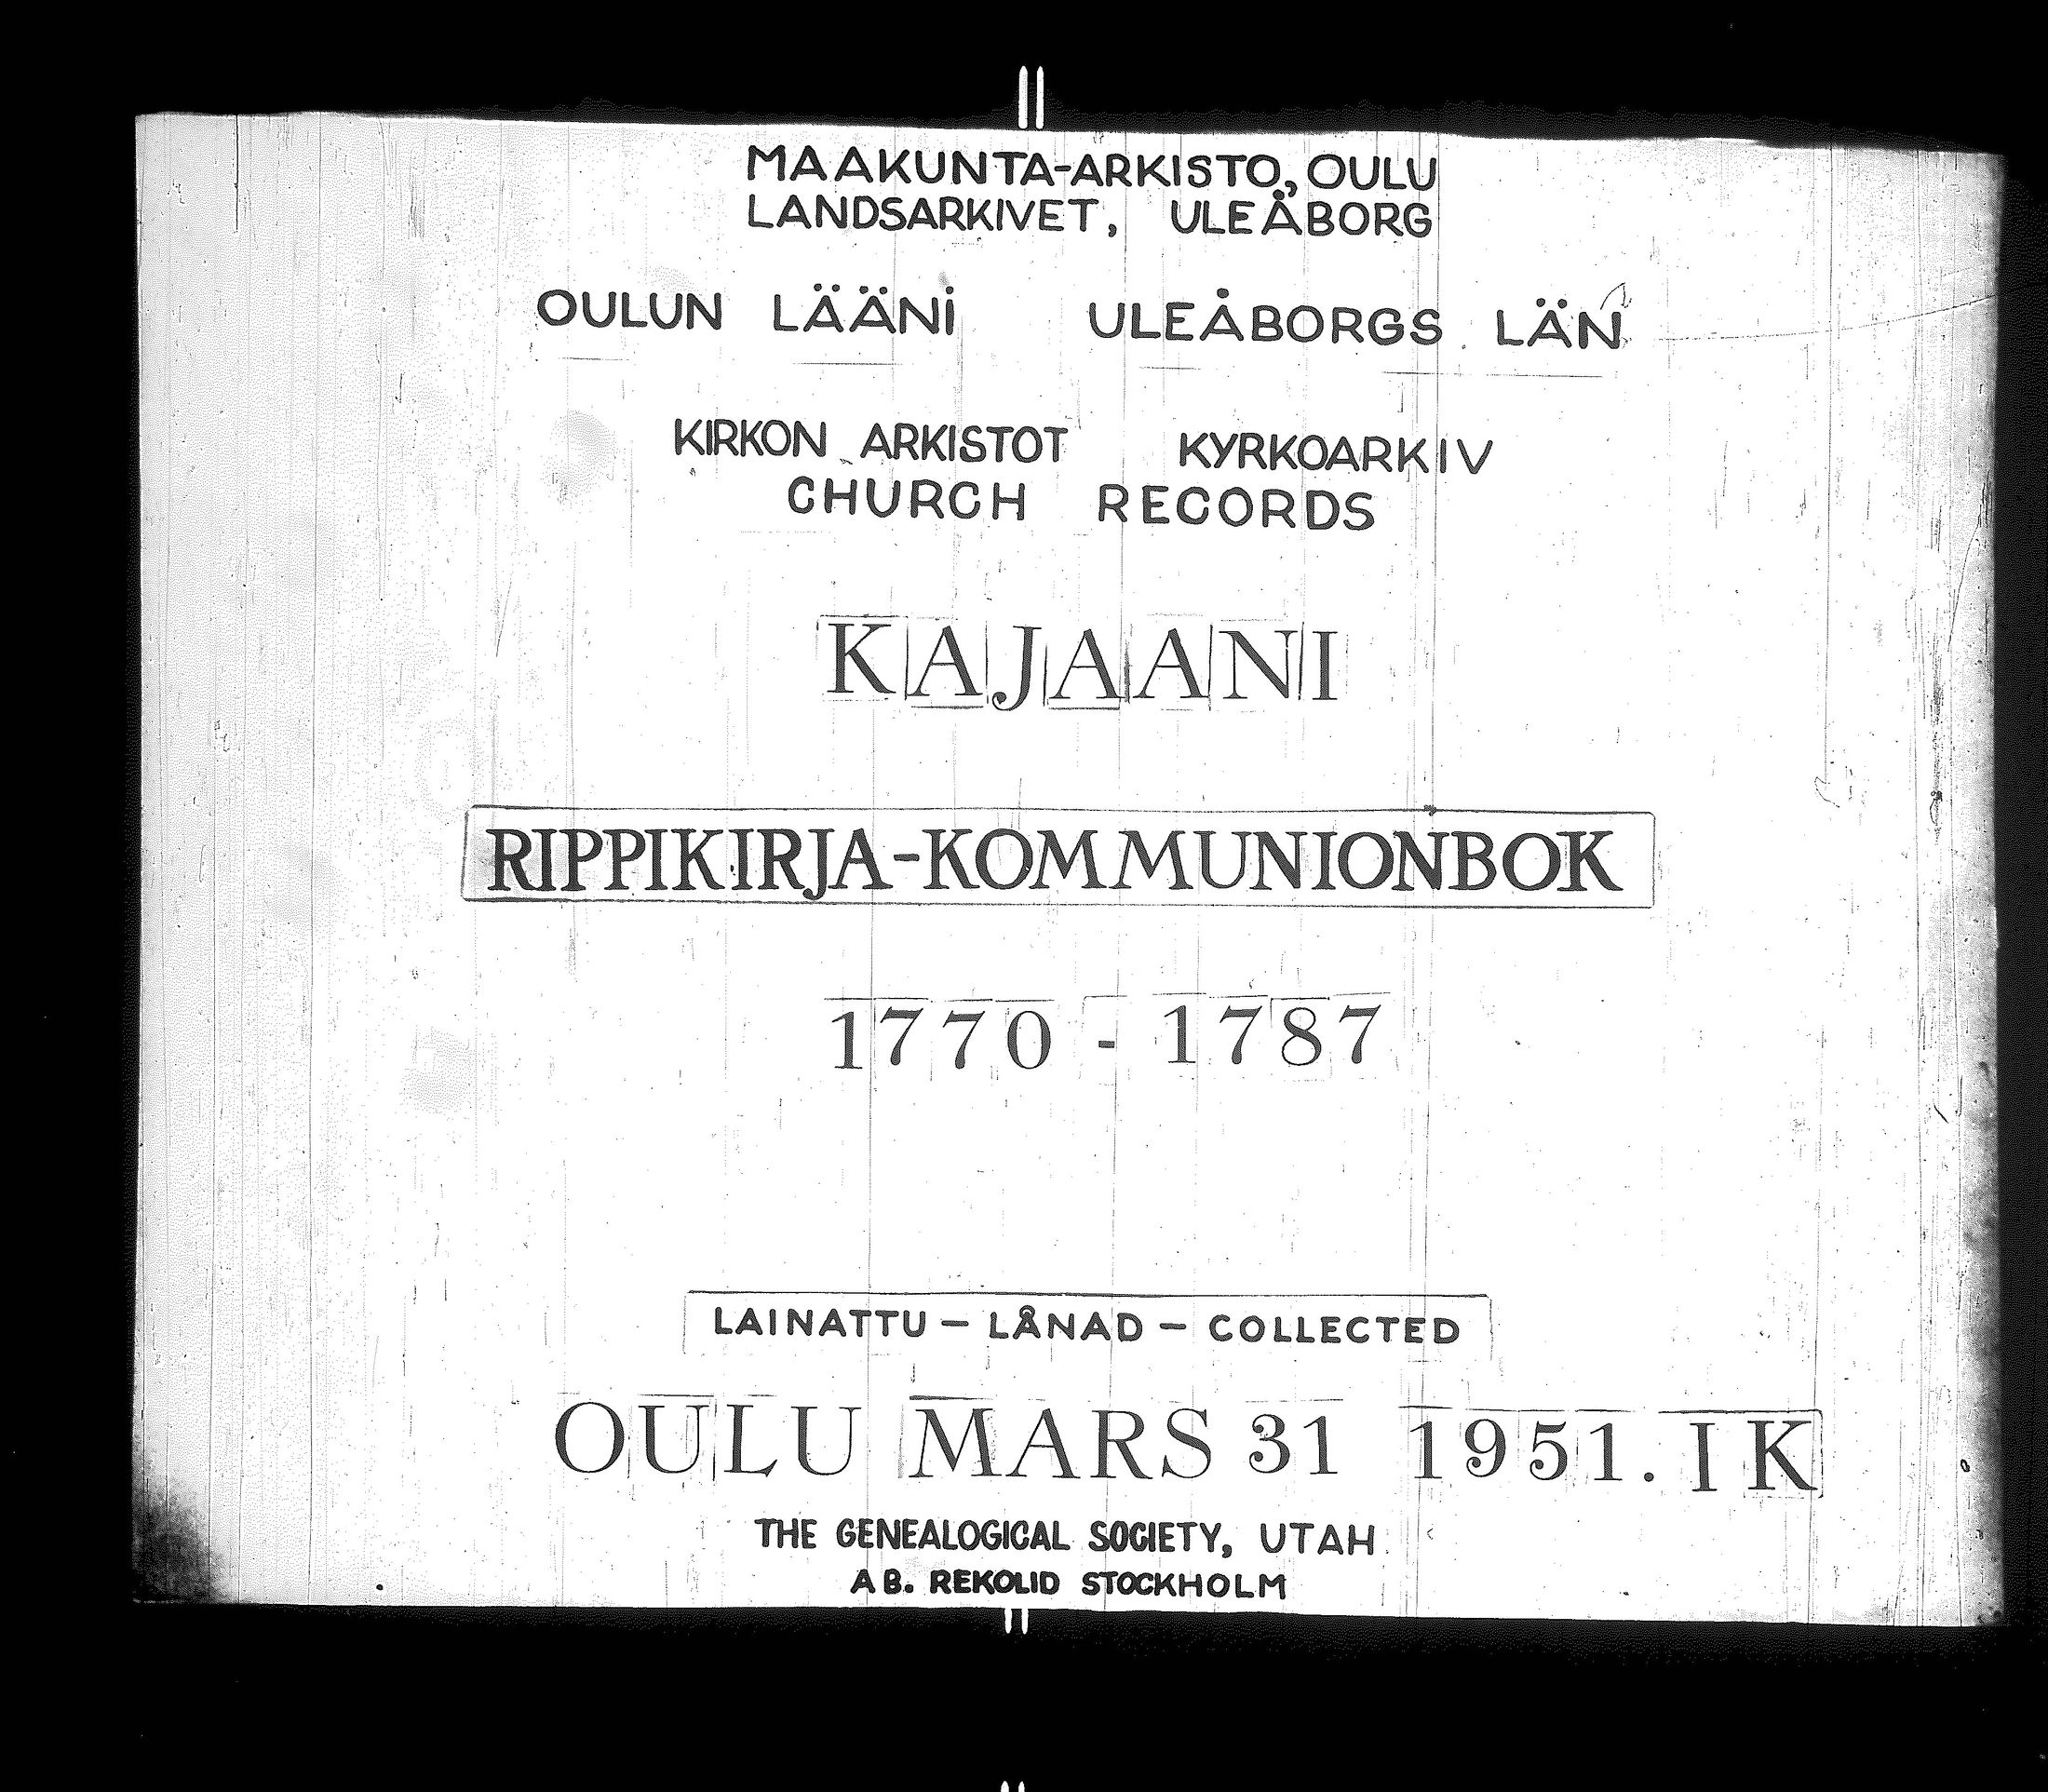 MAAKUNTA-ARKISTO, OULU
LANDSARKIVET, ULEÅBORG
OULUN LÄÄNI ULEÅBORGS LÄN
KIRKON ARKISTOT KYRKOARKIV
CHURCH RECORDS
KAJAANI
RIPPIKIRJA-KOMMUNIONBOK
1770 - 1787
LAINATTU - LÅNAD - COLLECTED
OULU MARS 31 1951. IK
THE GENEALOGICAL SOCIETY, UTAH
AB. REKOLID STOCKHOLM